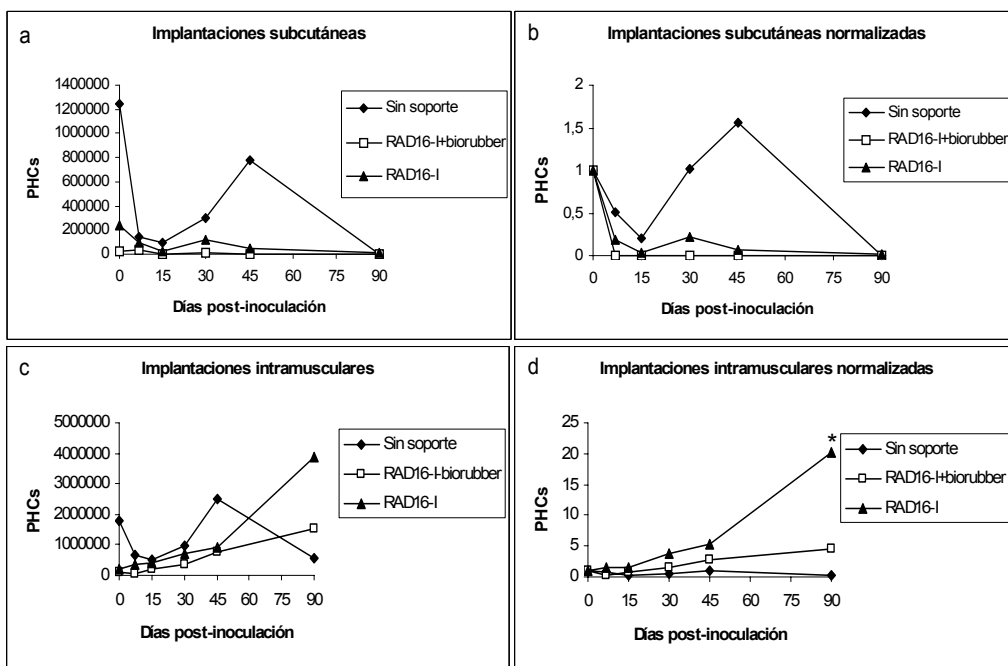 a
Implantaciones subcutáneas
1400000
1200000
1000000
800000
600000
400000
200000
0
PHCs
0 15 30 45 60 75 90
Días post-inoculación
Sin soporte
RAD16-I+biorubber
RAD16-I
b
Implantaciones subcutáneas normalizadas
2
1,5
1
0,5
0
PHCs
0 15 30 45 60 75 90
Días post-inoculación
Sin soporte
RAD16-I+biorubber
RAD16-I
c
Implantaciones intramusculares
5000000
4000000
3000000
2000000
1000000
0
PHCs
0 15 30 45 60 75 90
Días post-inoculación
Sin soporte
RAD16-I-biorubber
RAD16-I
d
Implantaciones intramusculares normalizadas
25
20
15
10
5
0
PHCs
0 15 30 45 60 75 90
Días post-inoculación
*
Sin soporte
RAD16-I+biorubber
RAD16-I